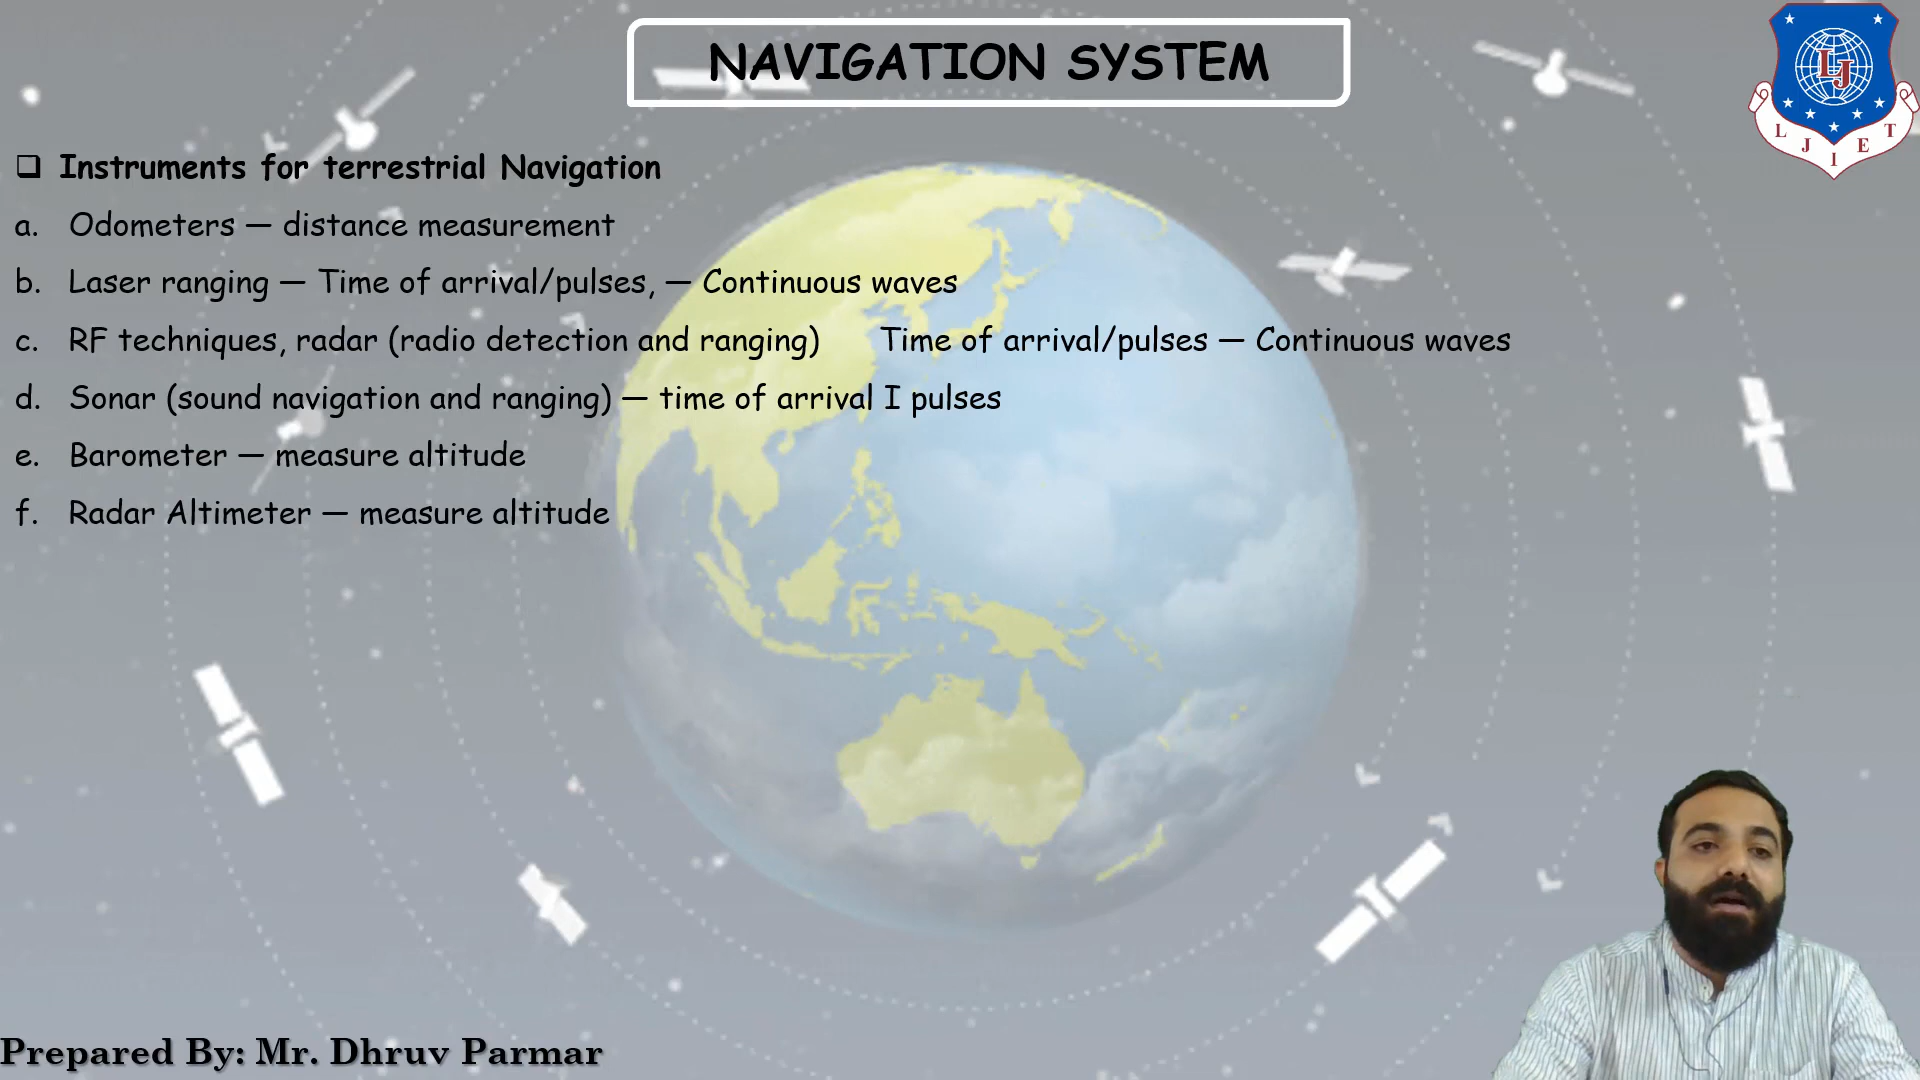 NAVIGATION SYSTEM
LJ
L J I E T
❑ Instruments for terrestrial Navigation
a. Odometers — distance measurement
b. Laser ranging — Time of arrival/pulses, — Continuous waves
c. RF techniques, radar (radio detection and ranging) Time of arrival/pulses — Continuous waves
d. Sonar (sound navigation and ranging) — time of arrival I pulses
e. Barometer — measure altitude
f. Radar Altimeter — measure altitude
Prepared By: Mr. Dhruv Parmar